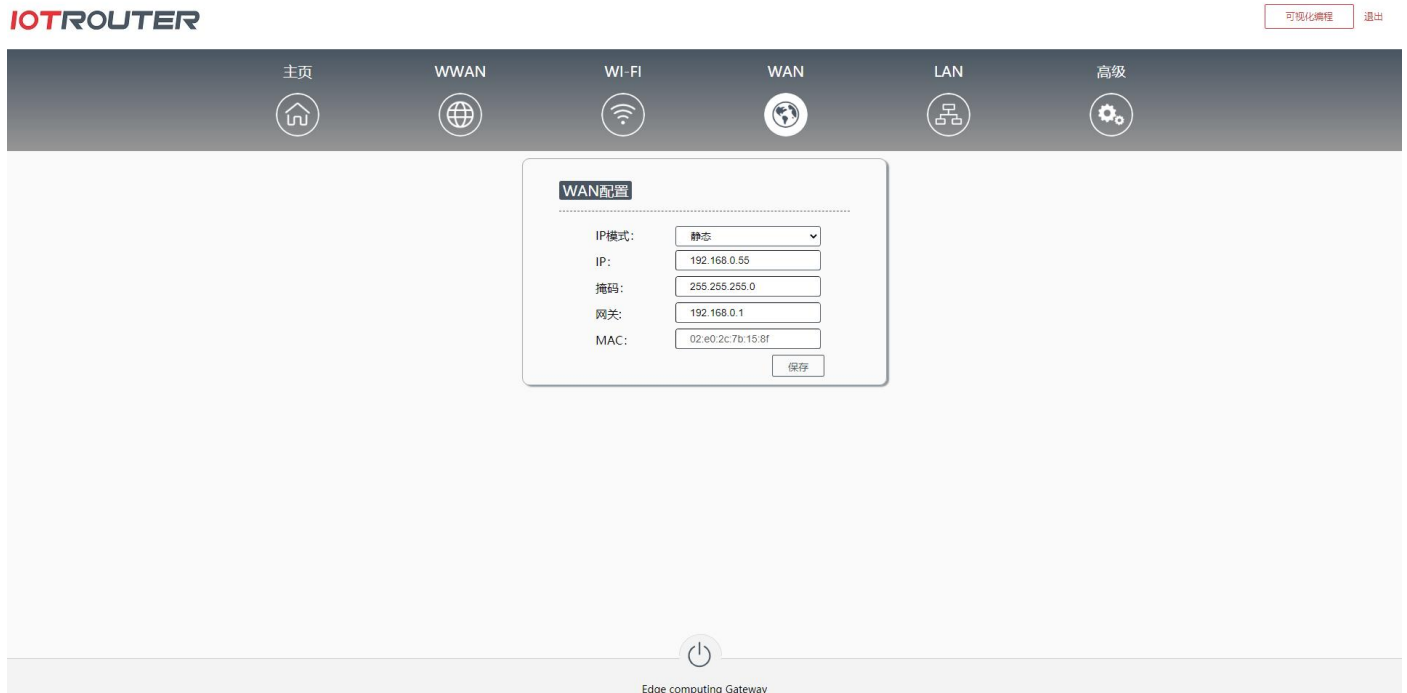 IOTROUTER
可视化编程 退出
主页 WWAN WI-FI WAN LAN 高级
WAN配置
IP模式: 静态
IP: 192.168.0.55
掩码: 255.255.255.0
网关: 192.168.0.1
MAC: 02:e0:2c:7b:15:8f
保存
Edge computing Gateway